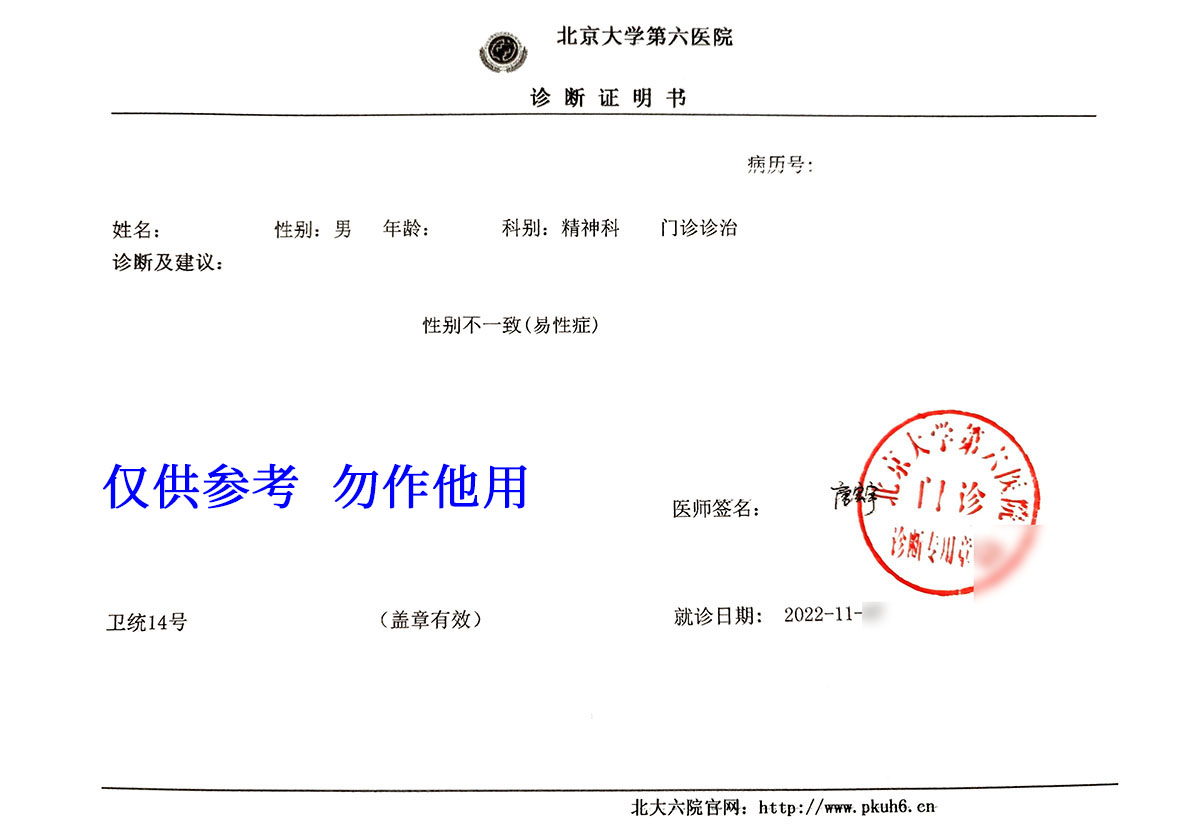 北京大学第六医院
诊断证明书
病历号:
姓名: 性别: 男 年龄: 科别: 精神科 门诊诊治
诊断及建议:
性别不一致(易性症)
仅供参考 勿作他用
北京大学第六医院
门诊
诊断专用章
医师签名:
卫统14号 (盖章有效) 就诊日期: 2022-11-
北大六院官网: http://www.pkuh6.cn